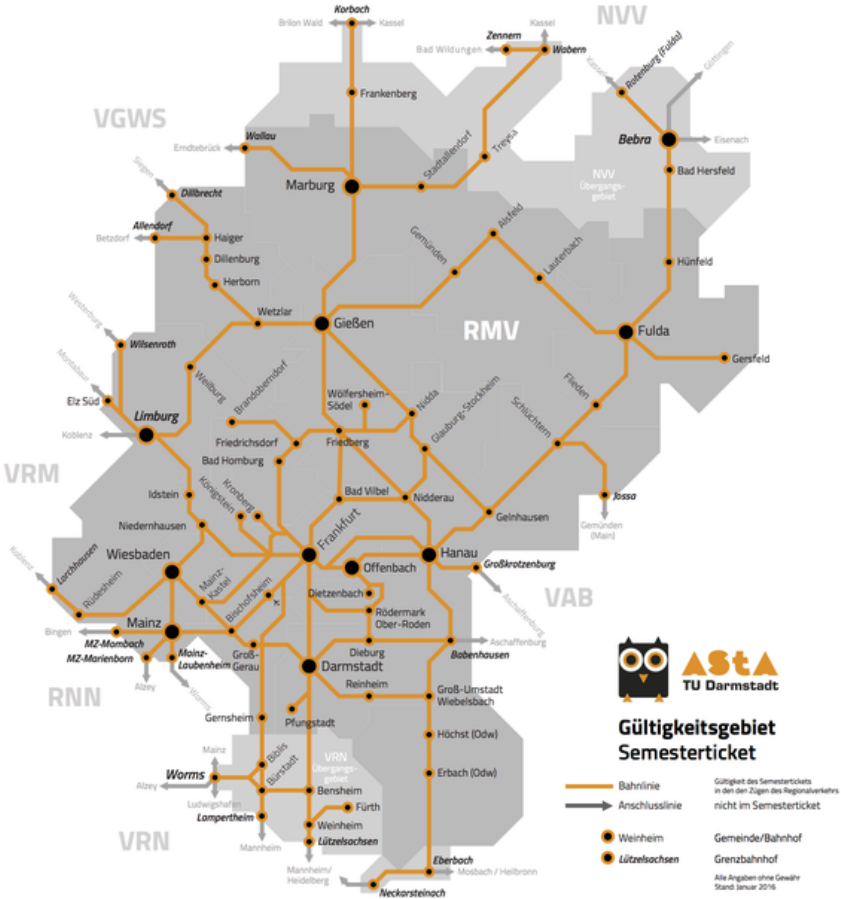 NVV
Korbach
Brilon Wald
Kassel
Kassel
Zennern
Bad Wildungen
Wabern
Kassel
Rotenburg (Fulda)
Göttingen
Frankenberg
VGWS
Wallau
Erndtebrück
Stadtallendorf
Treysa
Bebra
Eisenach
Marburg
NVV
Übergangs-
gebiet
Bad Hersfeld
Siegen
Dillbrecht
Allendorf
Betzdorf
Haiger
Dillenburg
Herborn
Gemünden
Alsfeld
Lauterbach
Hünfeld
Westerburg
Wetzlar
Gießen
RMV
Fulda
Wilsenroth
Montabaur
Gersfeld
Weilburg
Brandoberndorf
Wölfersheim-
Södel
Nidda
Glauburg-Stockheim
Flieden
Schlüchtern
Elz Süd
Limburg
Koblenz
Friedrichsdorf
Friedberg
Bad Homburg
VRM
Idstein
Königstein
Kronberg
Bad Vilbel
Nidderau
Jossa
Gelnhausen
Gemünden
(Main)
Niedernhausen
Frankfurt
Koblenz
Lorchhausen
Wiesbaden
Offenbach
Hanau
Großkrotzenburg
Rüdesheim
Mainz-
Kastel
Bischofsheim
Dietzenbach
Aschaffenburg
VAB
Rödermark
Ober-Roden
Mainz
Bingen
MZ-Mombach
MZ-Marienborn
Mainz-
Laubenheim
Groß-
Gerau
Dieburg
Babenhausen
Aschaffenburg
Alzey
Worms
Darmstadt
RNN
Reinheim
Groß-Umstadt
Wiebelsbach
AStA
TU Darmstadt
Gernsheim
Pfungstadt
Höchst (Odw)
Gültigkeitsgebiet
Semesterticket
Mainz
Biblis
VRN
Übergangs-
gebiet
Worms
Bürstadt
Erbach (Odw)
Alzey
Bensheim
Bahnlinie
Gültigkeit des Semestertickets
in den den Zügen des Regionalverkehrs
Ludwigshafen
Fürth
Anschlusslinie
nicht im Semesterticket
Lampertheim
Weinheim
Weinheim
Gemeinde/Bahnhof
VRN
Mannheim
Lützelsachsen
Lützelsachsen
Grenzbahnhof
Eberbach
Mannheim/
Heidelberg
Mosbach / Heilbronn
Alle Angaben ohne Gewähr
Stand: Januar 2016
Neckarsteinach